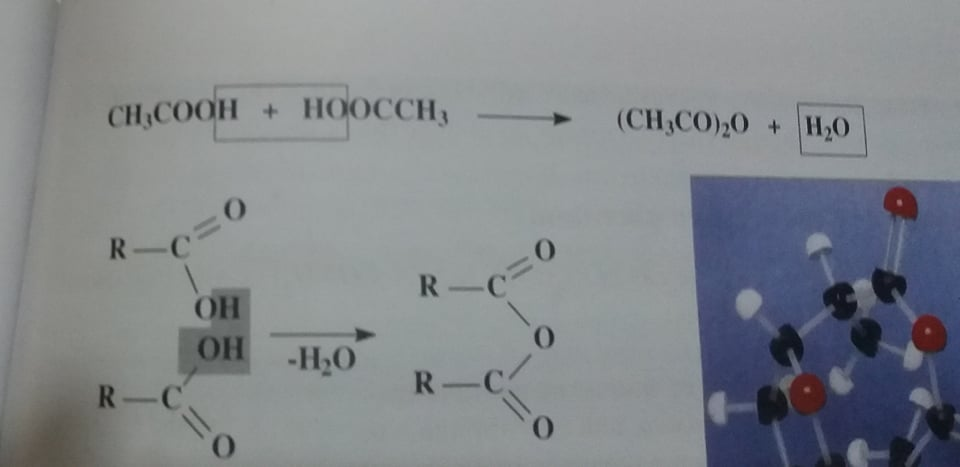 CH₃COOH + HOOCCH₃ ⟶ (CH₃CO)₂O + H₂O
O
R—C
OH
OH
R—C
O
-H₂O
O
R—C
O
R—C
O